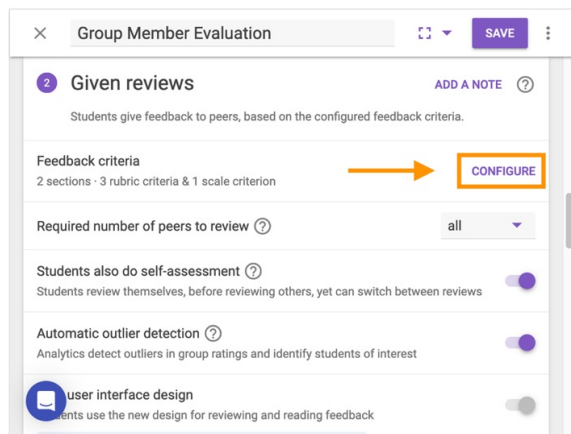 Group Member Evaluation
SAVE
2 Given reviews
ADD A NOTE ?
Students give feedback to peers, based on the configured feedback criteria.
Feedback criteria
2 sections · 3 rubric criteria & 1 scale criterion
CONFIGURE
Required number of peers to review ?
all
Students also do self-assessment ?
Students review themselves, before reviewing others, yet can switch between reviews
Automatic outlier detection ?
Analytics detect outliers in group ratings and identify students of interest
user interface design
ents use the new design for reviewing and reading feedback